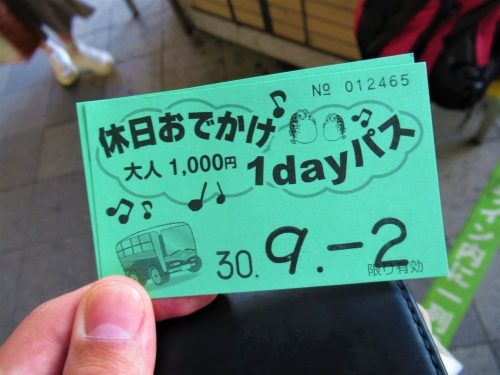 № 012465
休日おでかけ
大人 1,000円
1dayパス
30. 9.-2
限り有効